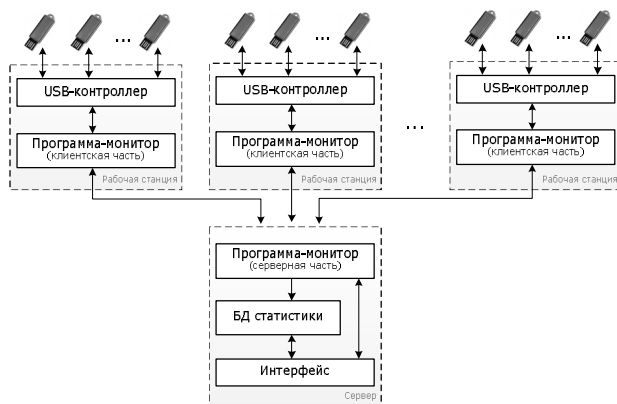 ... ... ...
USB-контроллер
Программа-монитор
(клиентская часть)
Рабочая станция
USB-контроллер
Программа-монитор
(клиентская часть)
Рабочая станция
...
USB-контроллер
Программа-монитор
(клиентская часть)
Рабочая станция
Программа-монитор
(серверная часть)
БД статистики
Интерфейс
Сервер